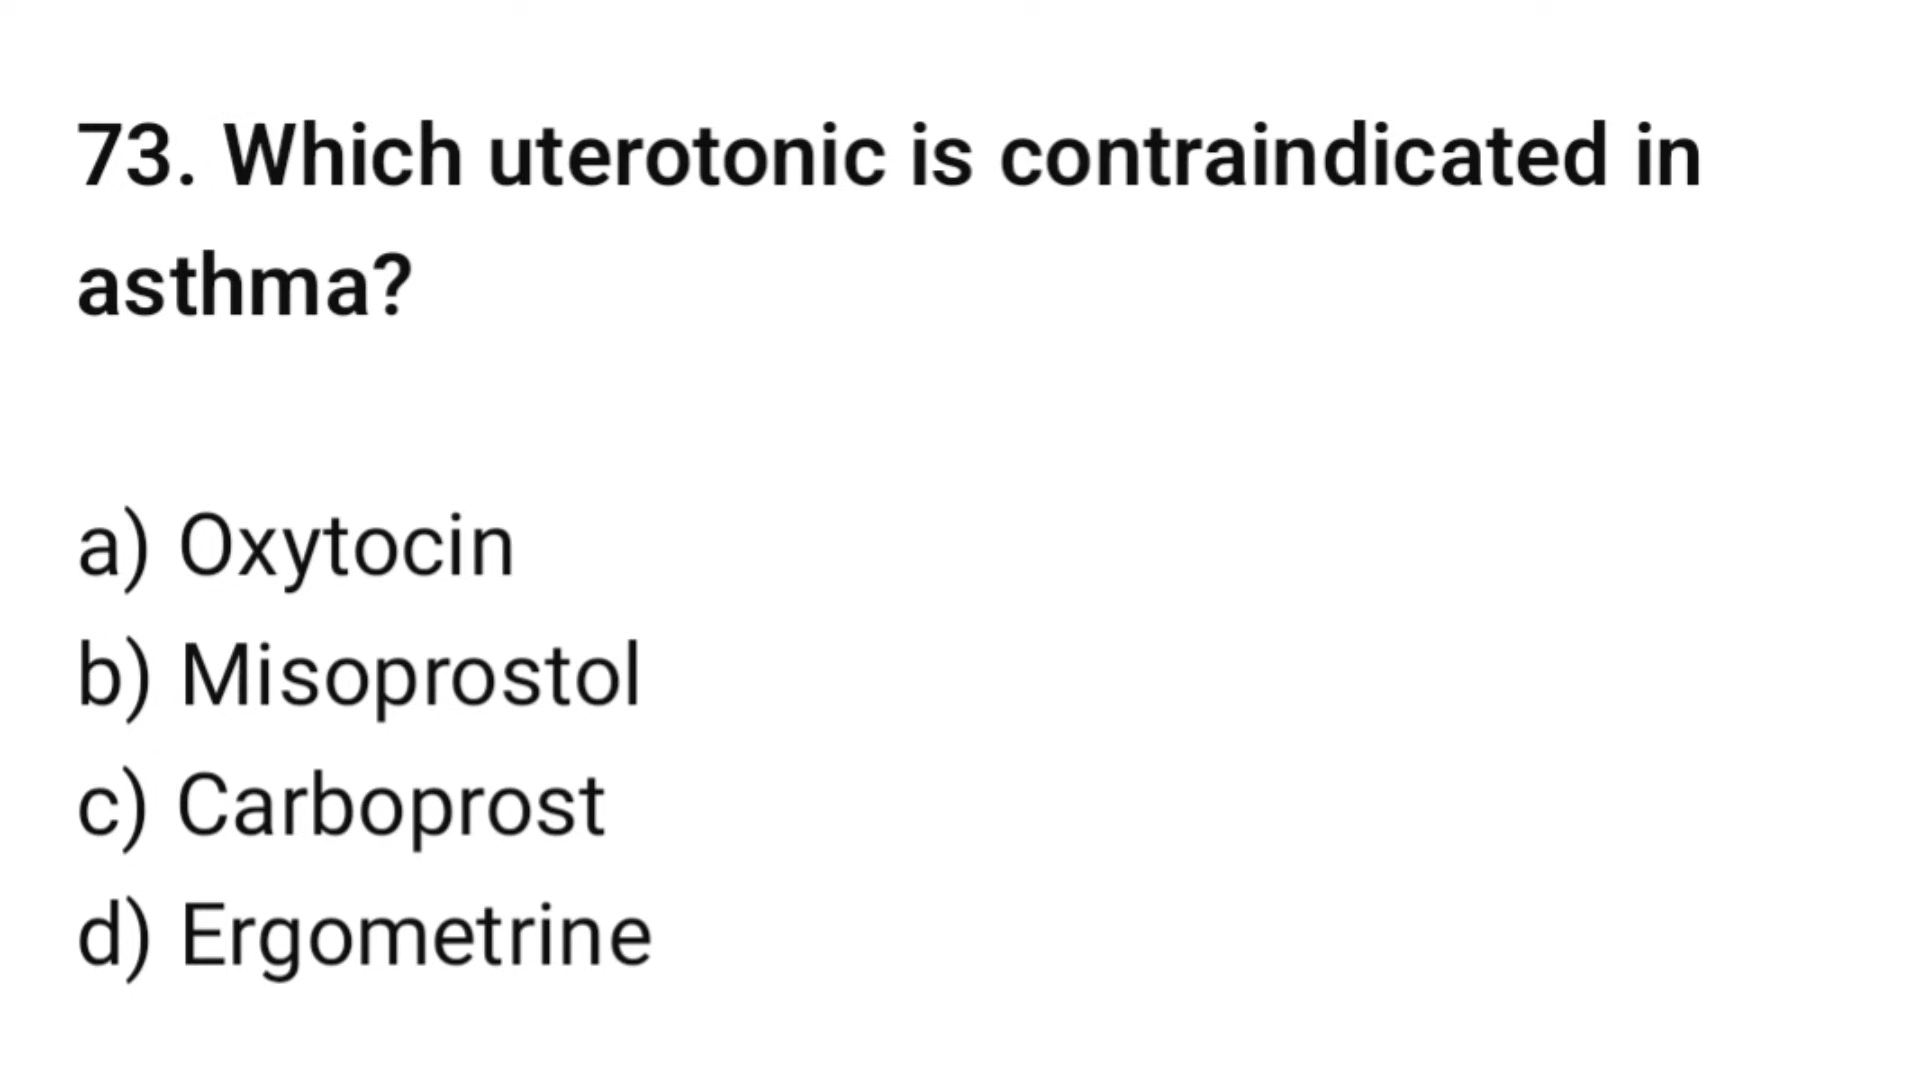 73. Which uterotonic is contraindicated in
asthma?
a) Oxytocin
b) Misoprostol
c) Carboprost
d) Ergometrine